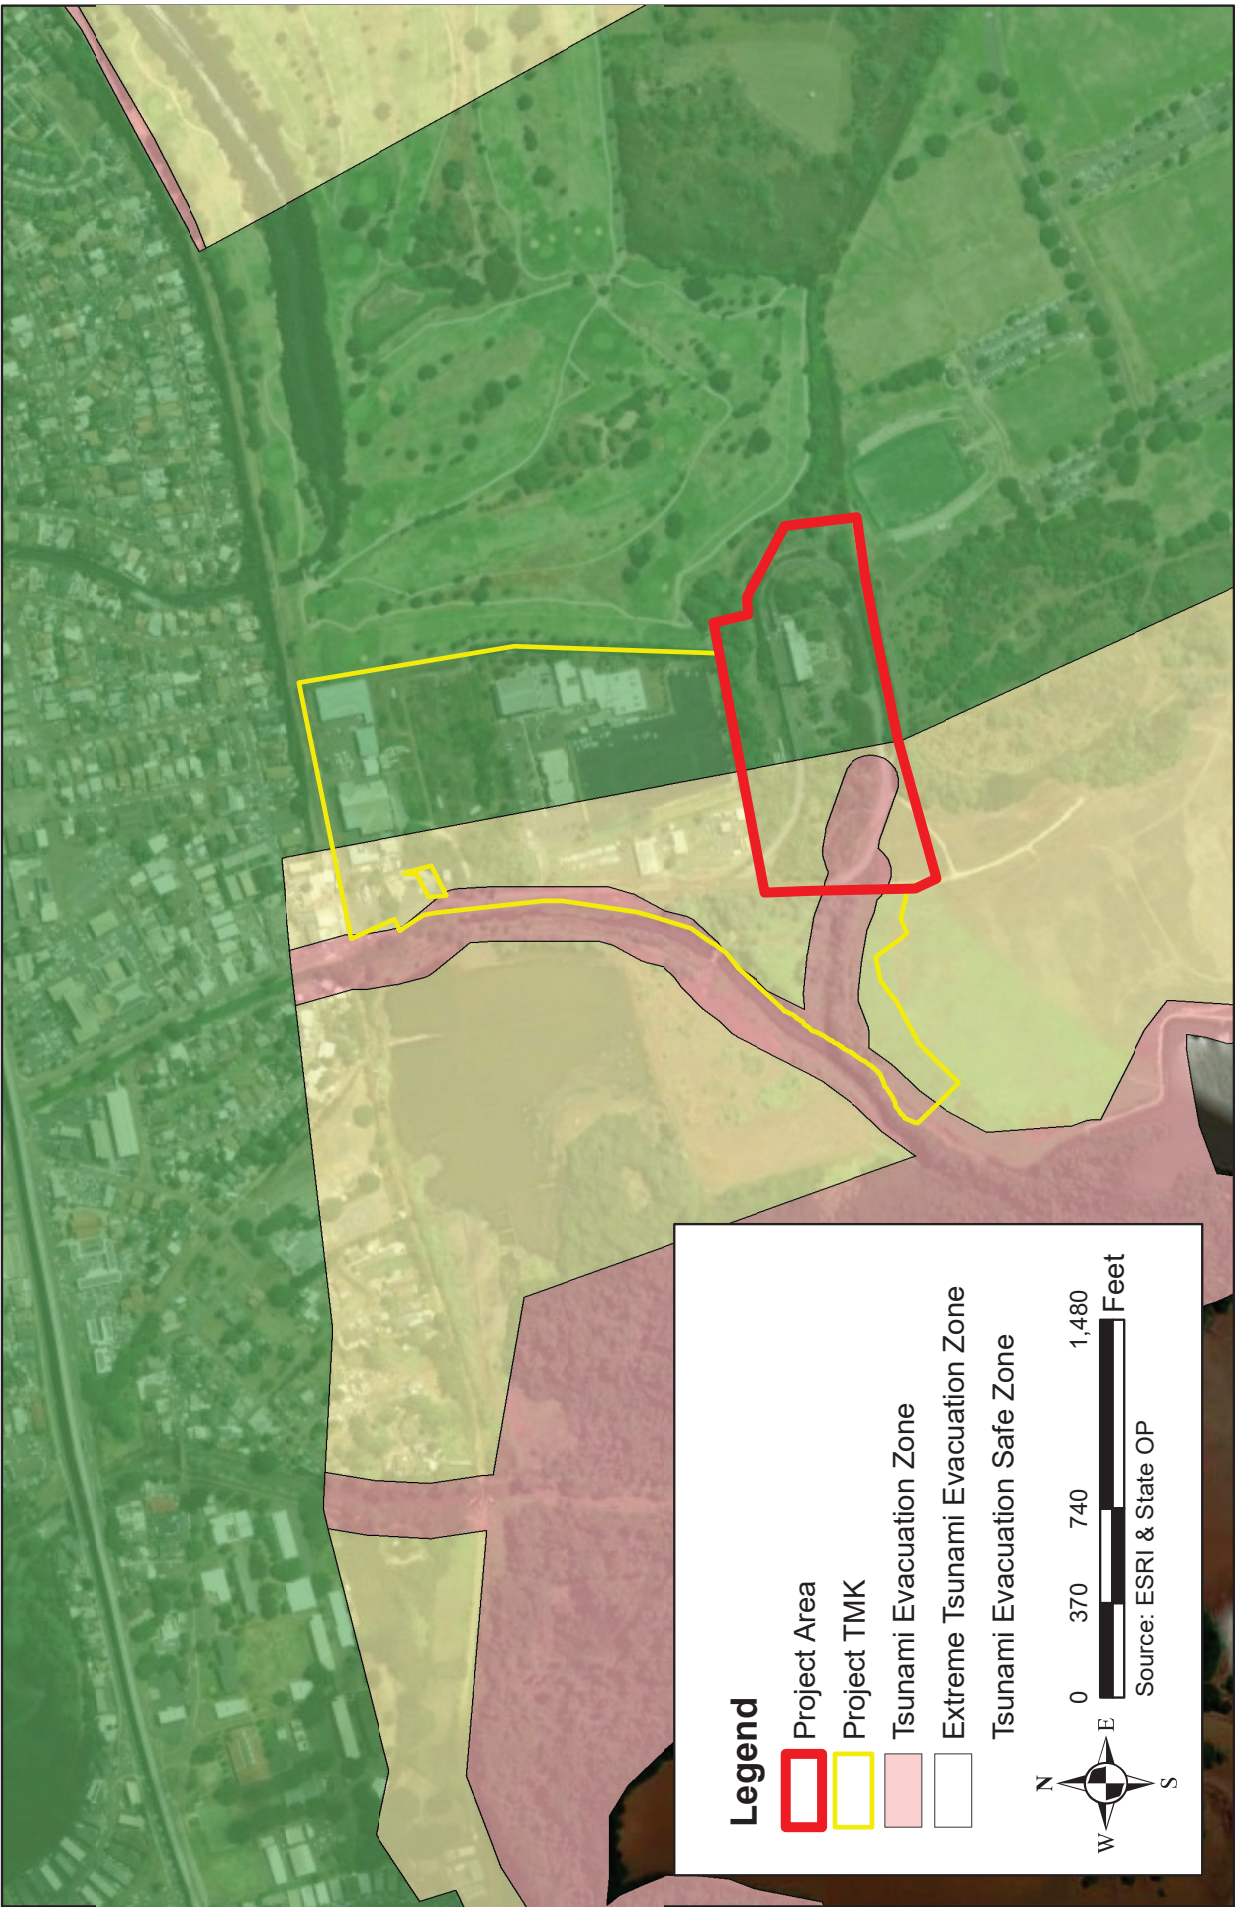 Legend
Project Area
Project TMK
Tsunami Evacuation Zone
Extreme Tsunami Evacuation Zone
Tsunami Evacuation Safe Zone
N
W E
S
0 370 740 1,480
Feet
Source: ESRI & State OP